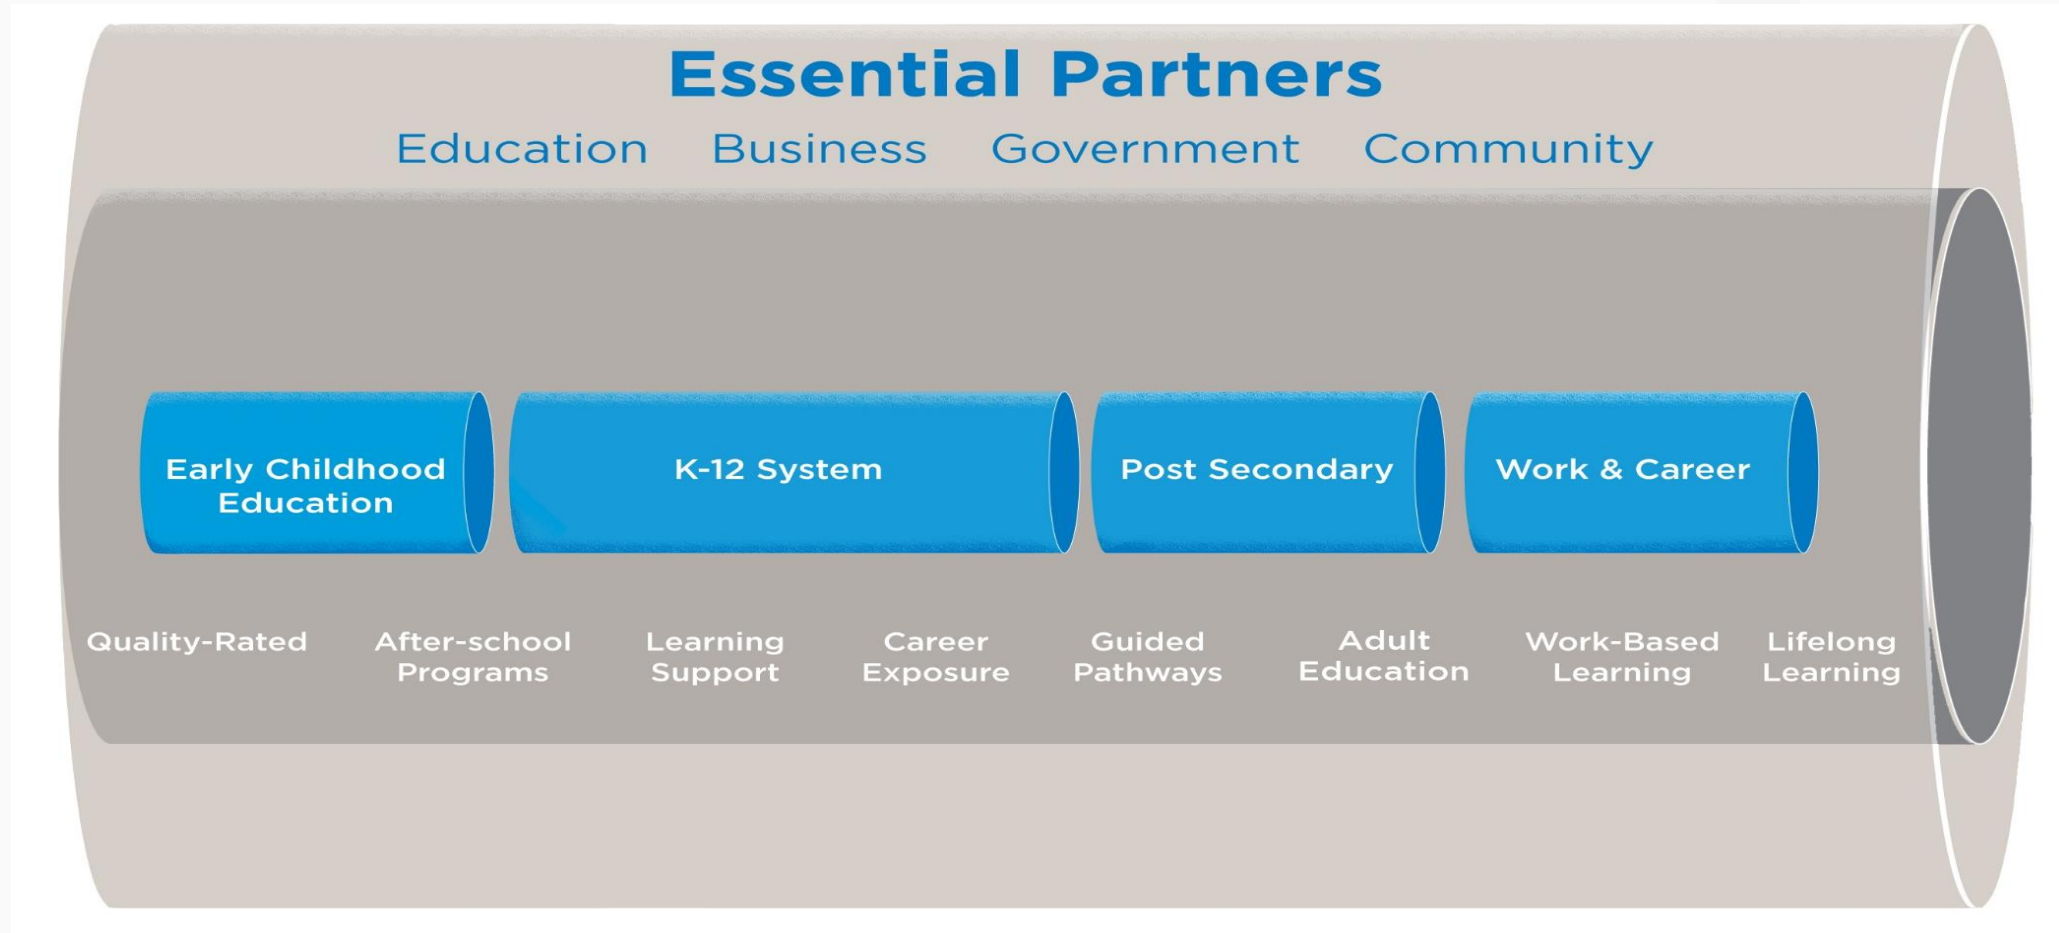 Essential Partners
Education Business Government Community
Early Childhood
Education
K-12 System
Post Secondary
Work & Career
Quality-Rated
After-school
Programs
Learning
Support
Career
Exposure
Guided
Pathways
Adult
Education
Work-Based
Learning
Lifelong
Learning